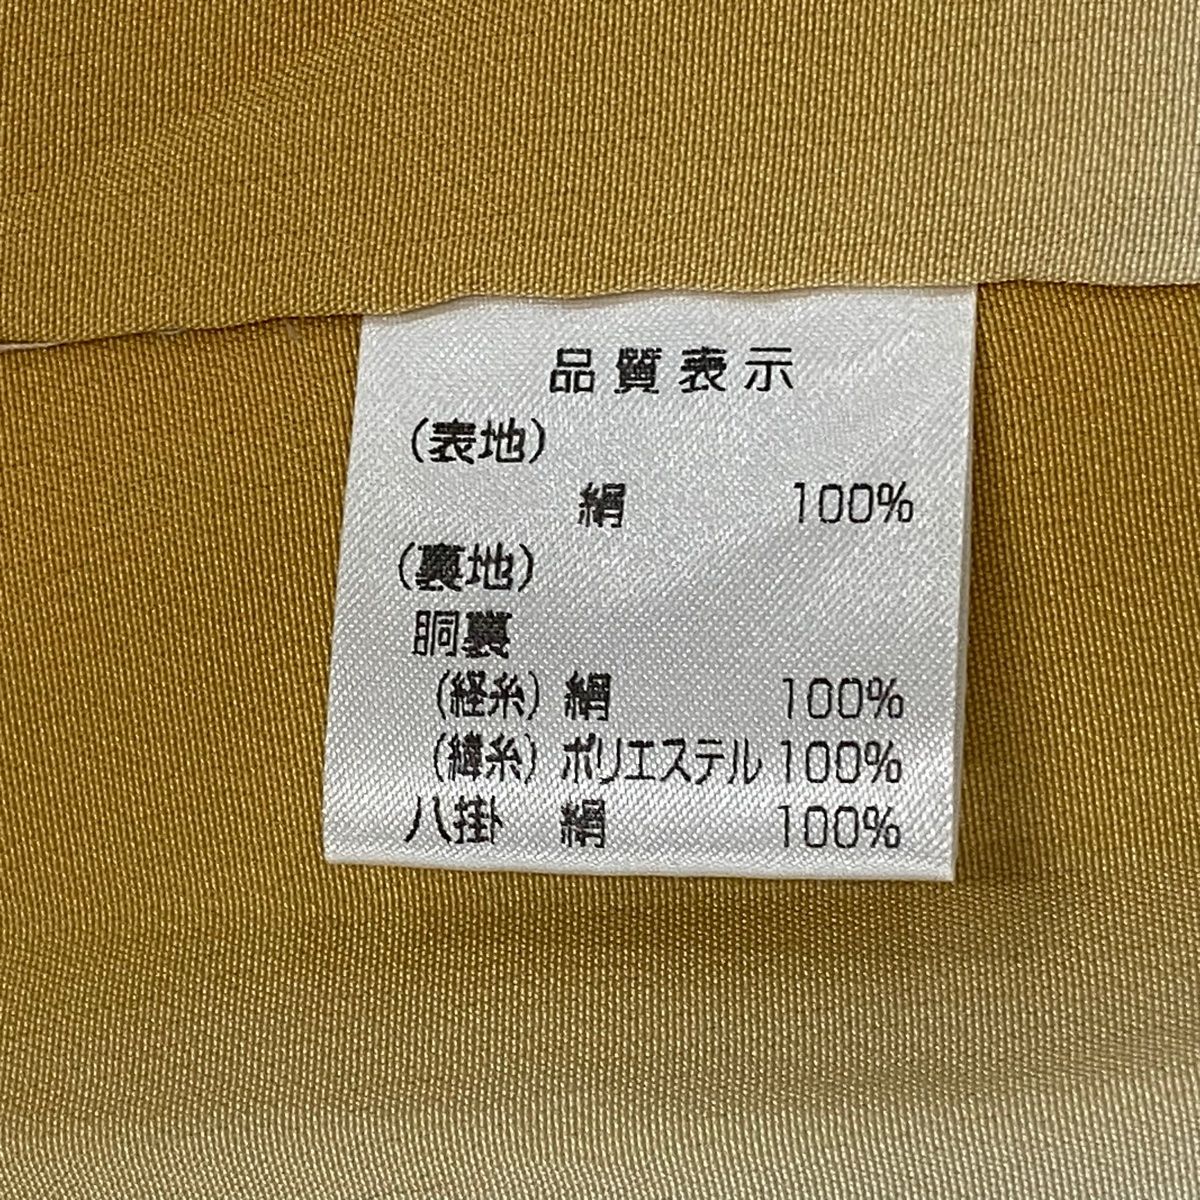 品質表示
(表地)
絹 100%
(裏地)
胴裏
(経糸) 絹 100%
(緯糸) ポリエステル 100%
八掛 絹 100%